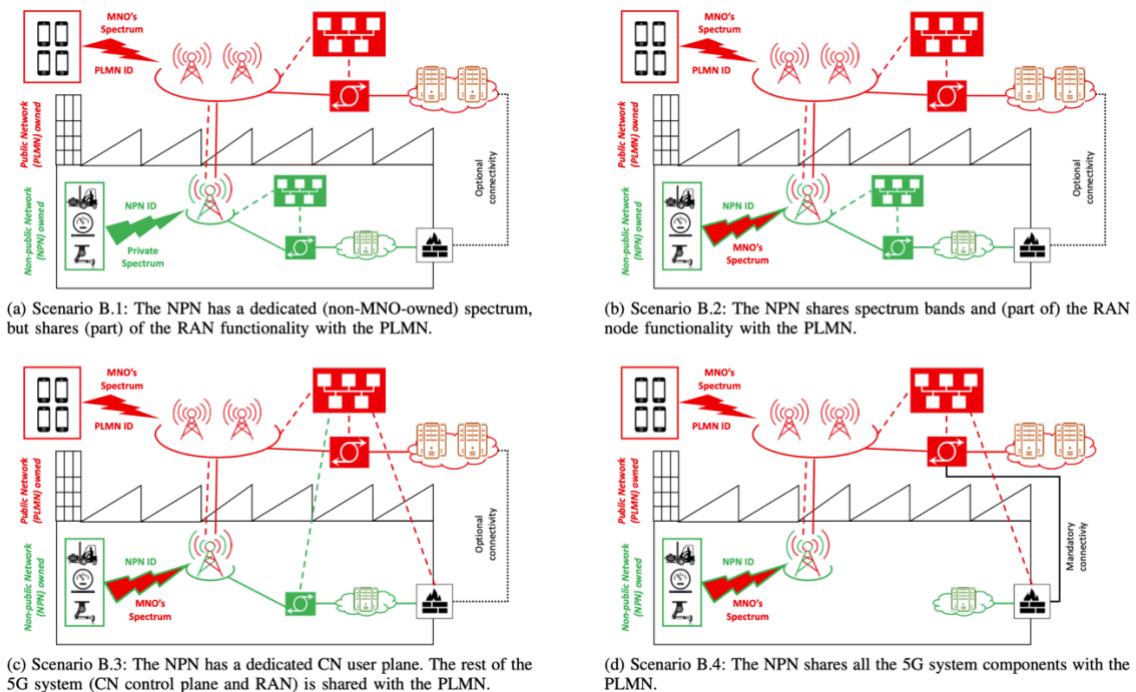 MNO's
Spectrum
PLMN ID
Public Network
(PLMN) owned
Non-public Network
(NPN) owned
NPN ID
Private
Spectrum
Optional
connectivity
(a) Scenario B.1: The NPN has a dedicated (non-MNO-owned) spectrum,
but shares (part) of the RAN functionality with the PLMN.
MNO's
Spectrum
PLMN ID
Public Network
(PLMN) owned
Non-public Network
(NPN) owned
NPN ID
MNO's
Spectrum
Optional
connectivity
(b) Scenario B.2: The NPN shares spectrum bands and (part of) the RAN
node functionality with the PLMN.
MNO's
Spectrum
PLMN ID
Public Network
(PLMN) owned
Non-public Network
(NPN) owned
NPN ID
MNO's
Spectrum
Optional
connectivity
(c) Scenario B.3: The NPN has a dedicated CN user plane. The rest of the
5G system (CN control plane and RAN) is shared with the PLMN.
MNO's
Spectrum
PLMN ID
Public Network
(PLMN) owned
Non-public Network
(NPN) owned
NPN ID
MNO's
Spectrum
Mandatory
connectiviy
(d) Scenario B.4: The NPN shares all the 5G system components with the
PLMN.